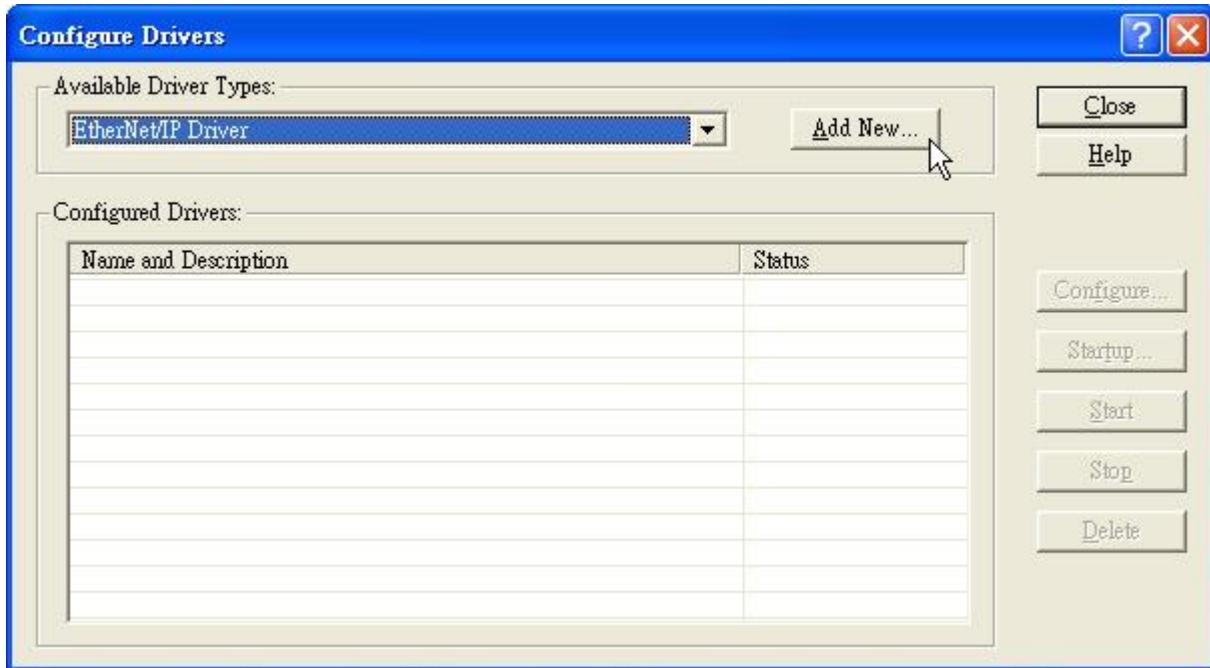 Configure Drivers
Available Driver Types:
EtherNet/IP Driver
Add New...
Close
Help
Configured Drivers:
Name and Description
Status
Configure...
Startup...
Start
Stop
Delete